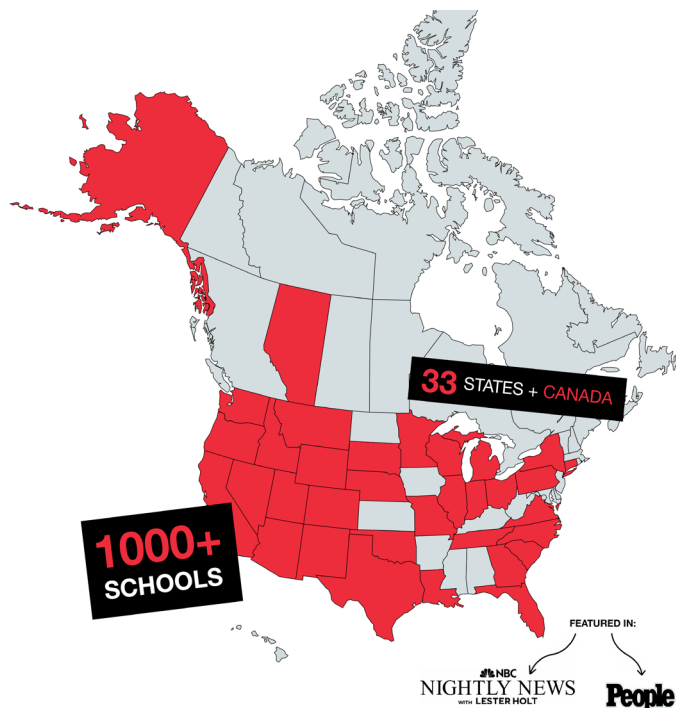 33 STATES + CANADA
1000+
SCHOOLS
FEATURED IN:
NBC
NIGHTLY NEWS
WITH LESTER HOLT
People